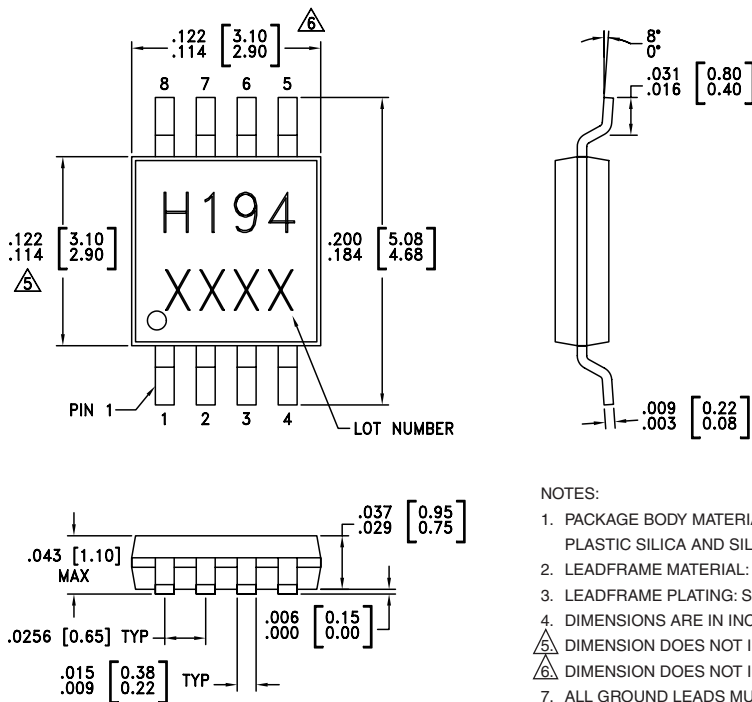 6
.122 [3.10]
.114 [2.90]
8 7 6 5
H194
XXXX
.122 [3.10]
.114 [2.90]
5
.200 [5.08]
.184 [4.68]
PIN 1
1 2 3 4
LOT NUMBER
8°
0°
.031 [0.80]
.016 [0.40]
.009 [0.22]
.003 [0.08]
.037 [0.95]
.029 [0.75]
.043 [1.10]
MAX
.0256 [0.65] TYP
.006 [0.15]
.000 [0.00]
.015 [0.38]
.009 [0.22] TYP
NOTES:
1. PACKAGE BODY MATERIA
PLASTIC SILICA AND SIL
2. LEADFRAME MATERIAL:
3. LEADFRAME PLATING: S
4. DIMENSIONS ARE IN INC
5. DIMENSION DOES NOT I
6. DIMENSION DOES NOT I
7. ALL GROUND LEADS MU